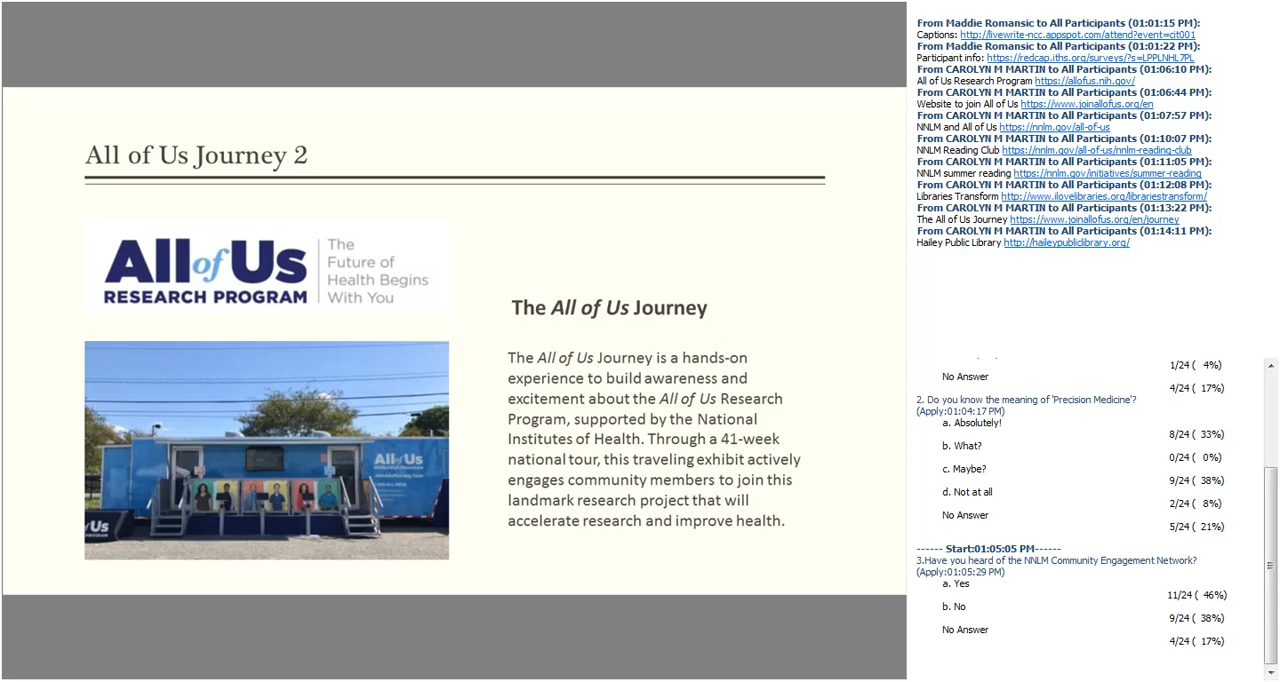 All of Us Journey 2
All of Us
RESEARCH PROGRAM
The
Future of
Health Begins
With You
All of Us
RESEARCH PROGRAM
Us
The All of Us Journey
The All of Us Journey is a hands-on
experience to build awareness and
excitement about the All of Us Research
Program, supported by the National
Institutes of Health. Through a 41-week
national tour, this traveling exhibit actively
engages community members to join this
landmark research project that will
accelerate research and improve health.
From Maddie Romansic to All Participants (01:01:15 PM):
Captions: http://livewrite-ncc.appspot.com/attend?event=cit001
From Maddie Romansic to All Participants (01:01:22 PM):
Participant info: https://redcap.iths.org/surveys/?s=LPPLNHL7PL
From CAROLYN M MARTIN to All Participants (01:06:10 PM):
All of Us Research Program https://allofus.nih.gov/
From CAROLYN M MARTIN to All Participants (01:06:44 PM):
Website to join All of Us https://www.joinallofus.org/en
From CAROLYN M MARTIN to All Participants (01:07:57 PM):
NNLM and All of Us https://nnlm.gov/all-of-us
From CAROLYN M MARTIN to All Participants (01:10:07 PM):
NNLM Reading Club https://nnlm.gov/all-of-us/nnlm-reading-club
From CAROLYN M MARTIN to All Participants (01:11:05 PM):
NNLM summer reading https://nnlm.gov/initiatives/summer-reading
From CAROLYN M MARTIN to All Participants (01:12:08 PM):
Libraries Transform http://www.ilovelibraries.org/librariestransform/
From CAROLYN M MARTIN to All Participants (01:13:22 PM):
The All of Us Journey https://www.joinallofus.org/en/journey
From CAROLYN M MARTIN to All Participants (01:14:11 PM):
Hailey Public Library http://haileypubliclibrary.org/
1/24 ( 4%)
No Answer
4/24 ( 17%)
2. Do you know the meaning of 'Precision Medicine'?
(Apply:01:04:17 PM)
a. Absolutely!
8/24 ( 33%)
b. What?
0/24 ( 0%)
c. Maybe?
9/24 ( 38%)
d. Not at all
2/24 ( 8%)
No Answer
5/24 ( 21%)
------ Start:01:05:05 PM------
3.Have you heard of the NNLM Community Engagement Network?
(Apply:01:05:29 PM)
a. Yes
11/24 ( 46%)
b. No
9/24 ( 38%)
No Answer
4/24 ( 17%)